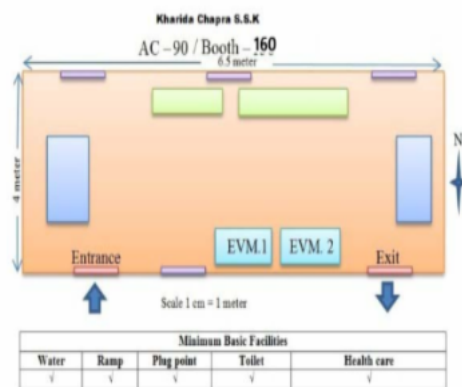 Kharida Chapra S.S.K
AC – 90 / Booth – 160
6.5 meter
4 meter
N
EVM.1 EVM. 2
Entrance Exit
Scale 1 cm = 1 meter
Minimum Basic Facilities
Water Ramp Plug point Toilet Health care
√ √ √ √ √